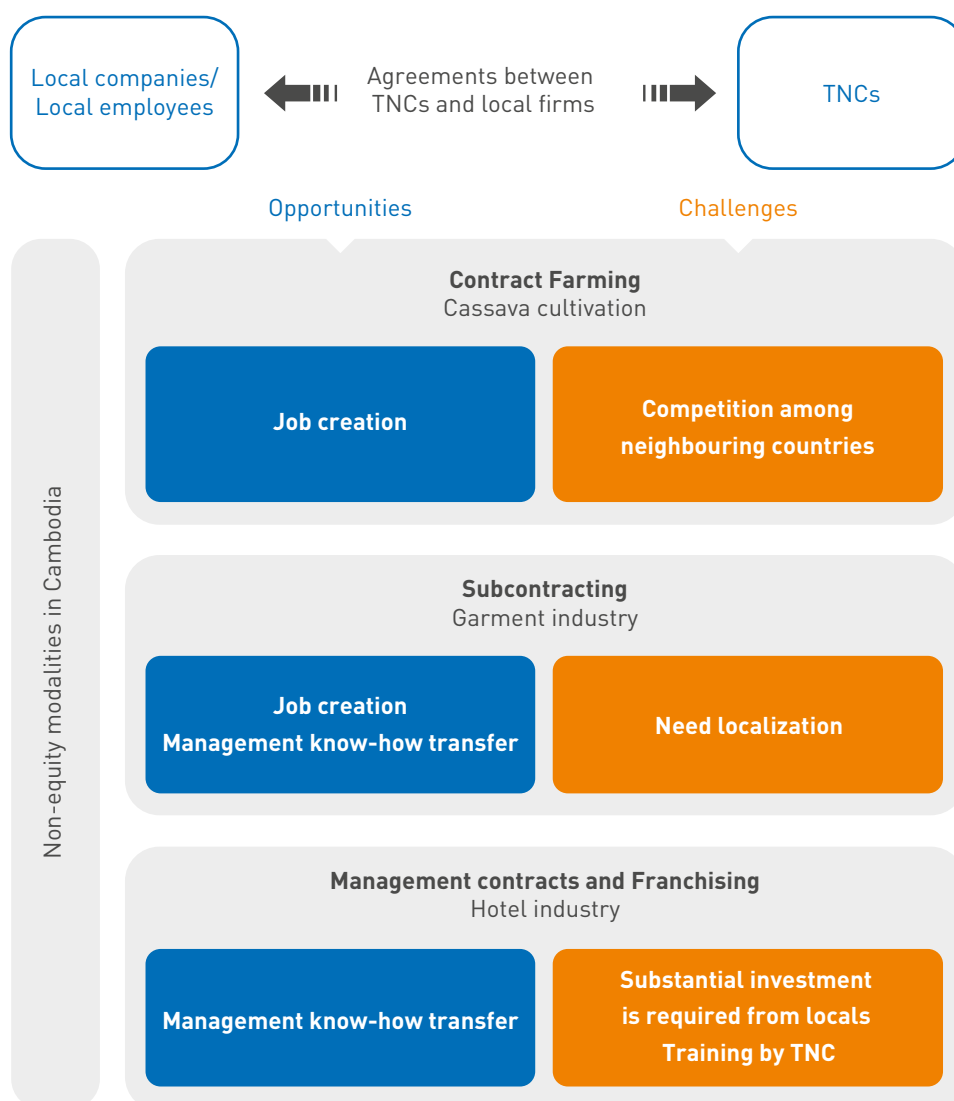 Local companies/
Local employees
Agreements between
TNCs and local firms
TNCs
Opportunities
Challenges
Non-equity modalities in Cambodia
Contract Farming
Cassava cultivation
Job creation
Competition among
neighbouring countries
Subcontracting
Garment industry
Job creation
Management know-how transfer
Need localization
Management contracts and Franchising
Hotel industry
Management know-how transfer
Substantial investment
is required from locals
Training by TNC